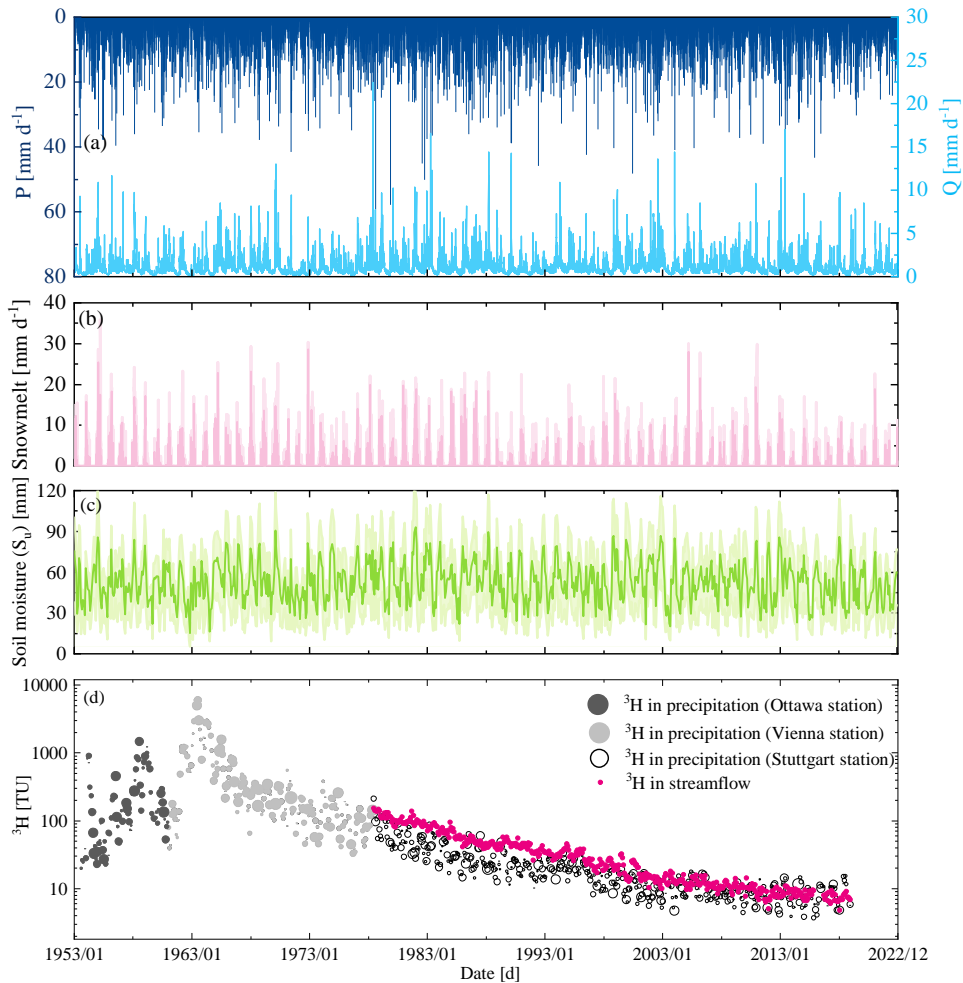 0
20
40
60
80
P [mm d⁻¹]
(a)
30
25
20
15
10
5
0
Q [mm d⁻¹]
40
30
20
10
0
Snowmelt [mm d⁻¹]
(b)
120
90
60
30
0
Soil moisture (Sᵤ) [mm]
(c)
10000
1000
100
10
³H [TU]
(d)
³H in precipitation (Ottawa station)
³H in precipitation (Vienna station)
³H in precipitation (Stuttgart station)
³H in streamflow
1953/01 1963/01 1973/01 1983/01 1993/01 2003/01 2013/01 2022/12
Date [d]